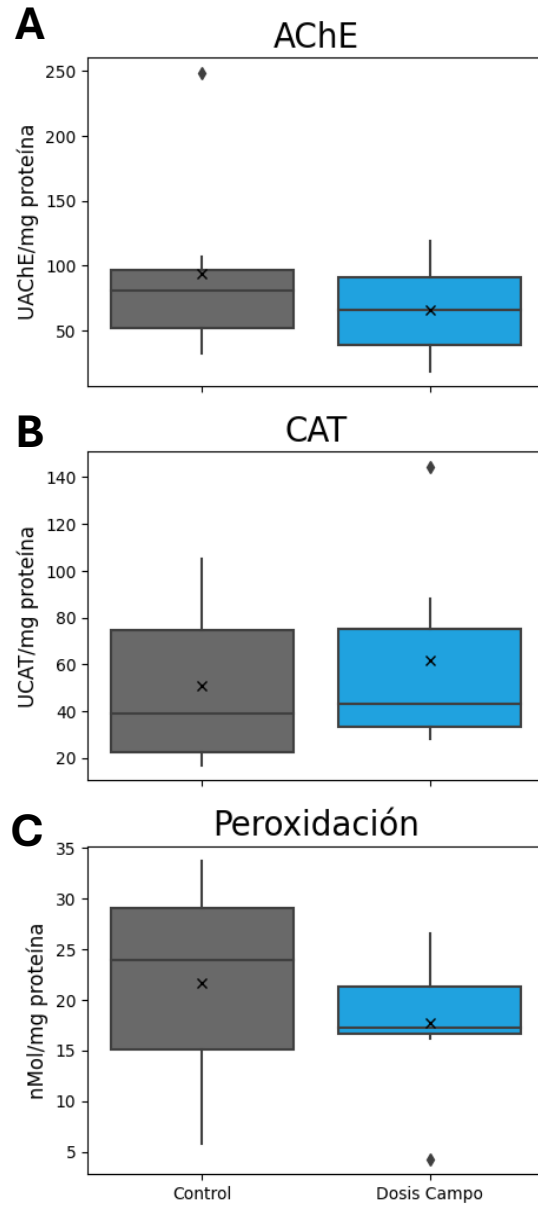 A
AChE
250
200
150
100
50
UAChE/mg proteína
B
CAT
140
120
100
80
60
40
20
UCAT/mg proteína
C
Peroxidación
35
30
25
20
15
10
5
nMol/mg proteína
Control
Dosis Campo